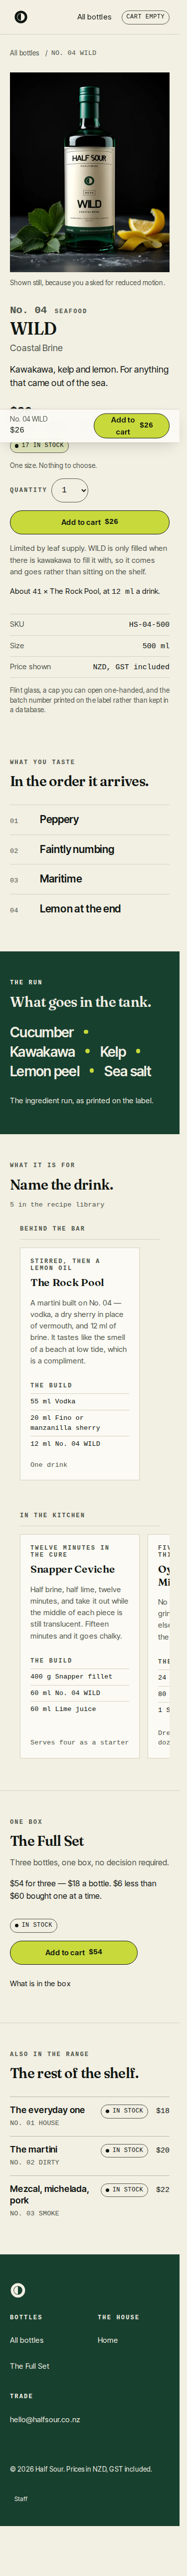 All bottles
CART EMPTY
All bottles / NO. 04 WILD
HALF SOUR
WILD
Shown still, because you asked for reduced motion.
No. 04 SEAFOOD
WILD
Coastal Brine
Kawakawa, kelp and lemon. For anything
that came out of the sea.
No. 04 WILD
$26
Add to cart $26
17 IN STOCK
One size. Nothing to choose.
QUANTITY 1
Add to cart $26
Limited by leaf supply. WILD is only filled when
there is kawakawa to fill it with, so it comes
and goes rather than sitting on the shelf.
About 41 × The Rock Pool, at 12 ml a drink.
SKU HS-04-500
Size 500 ml
Price shown NZD, GST included
Flint glass, a cap you can open one-handed, and the
batch number printed on the label rather than kept in
a database.
WHAT YOU TASTE
In the order it arrives.
01 Peppery
02 Faintly numbing
03 Maritime
04 Lemon at the end
THE RUN
What goes in the tank.
Cucumber •
Kawakawa • Kelp •
Lemon peel • Sea salt
The ingredient run, as printed on the label.
WHAT IT IS FOR
Name the drink.
5 in the recipe library
BEHIND THE BAR
STIRRED, THEN A
LEMON OIL
The Rock Pool
A martini built on No. 04 —
vodka, a dry sherry in place
of vermouth, and 12 ml of
brine. It tastes like the smell
of a beach at low tide, which
is a compliment.
THE BUILD
55 ml Vodka
20 ml Fino or
manzanilla sherry
12 ml No. 04 WILD
One drink
IN THE KITCHEN
TWELVE MINUTES IN
THE CURE
Snapper Ceviche
Half brine, half lime, twelve
minutes, and take it out while
the middle of each piece is
still translucent. Fifteen
minutes and it goes chalky.
THE BUILD
400 g Snapper fillet
60 ml No. 04 WILD
60 ml Lime juice
Serves four as a starter
ONE BOX
The Full Set
Three bottles, one box, no decision required.
$54 for three — $18 a bottle. $6 less than
$60 bought one at a time.
IN STOCK
Add to cart $54
What is in the box
ALSO IN THE RANGE
The rest of the shelf.
The everyday one IN STOCK $18
NO. 01 HOUSE
The martini IN STOCK $20
NO. 02 DIRTY
Mezcal, michelada, IN STOCK $22
pork
NO. 03 SMOKE
BOTTLES
THE HOUSE
All bottles
Home
The Full Set
TRADE
hello@halfsour.co.nz
© 2026 Half Sour. Prices in NZD, GST included.
Staff